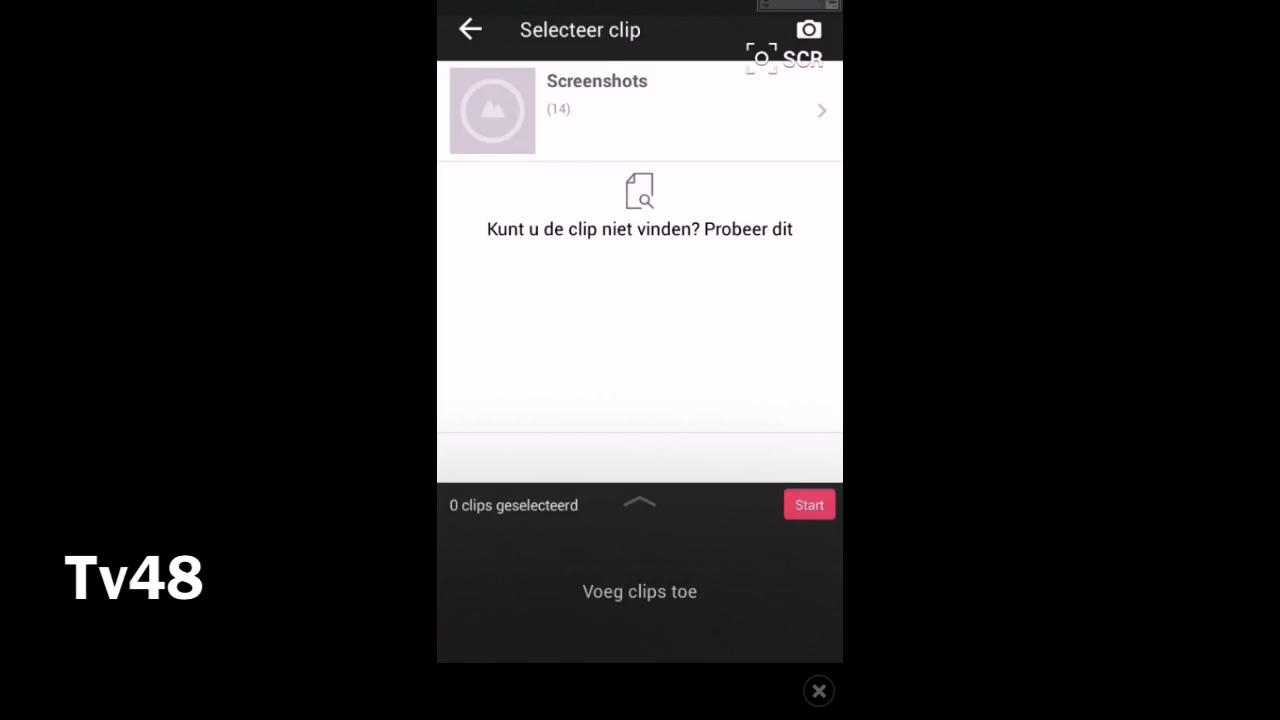 Selecteer clip
SCR
Screenshots
(14)
Kunt u de clip niet vinden? Probeer dit
0 clips geselecteerd
Start
Voeg clips toe
Tv48